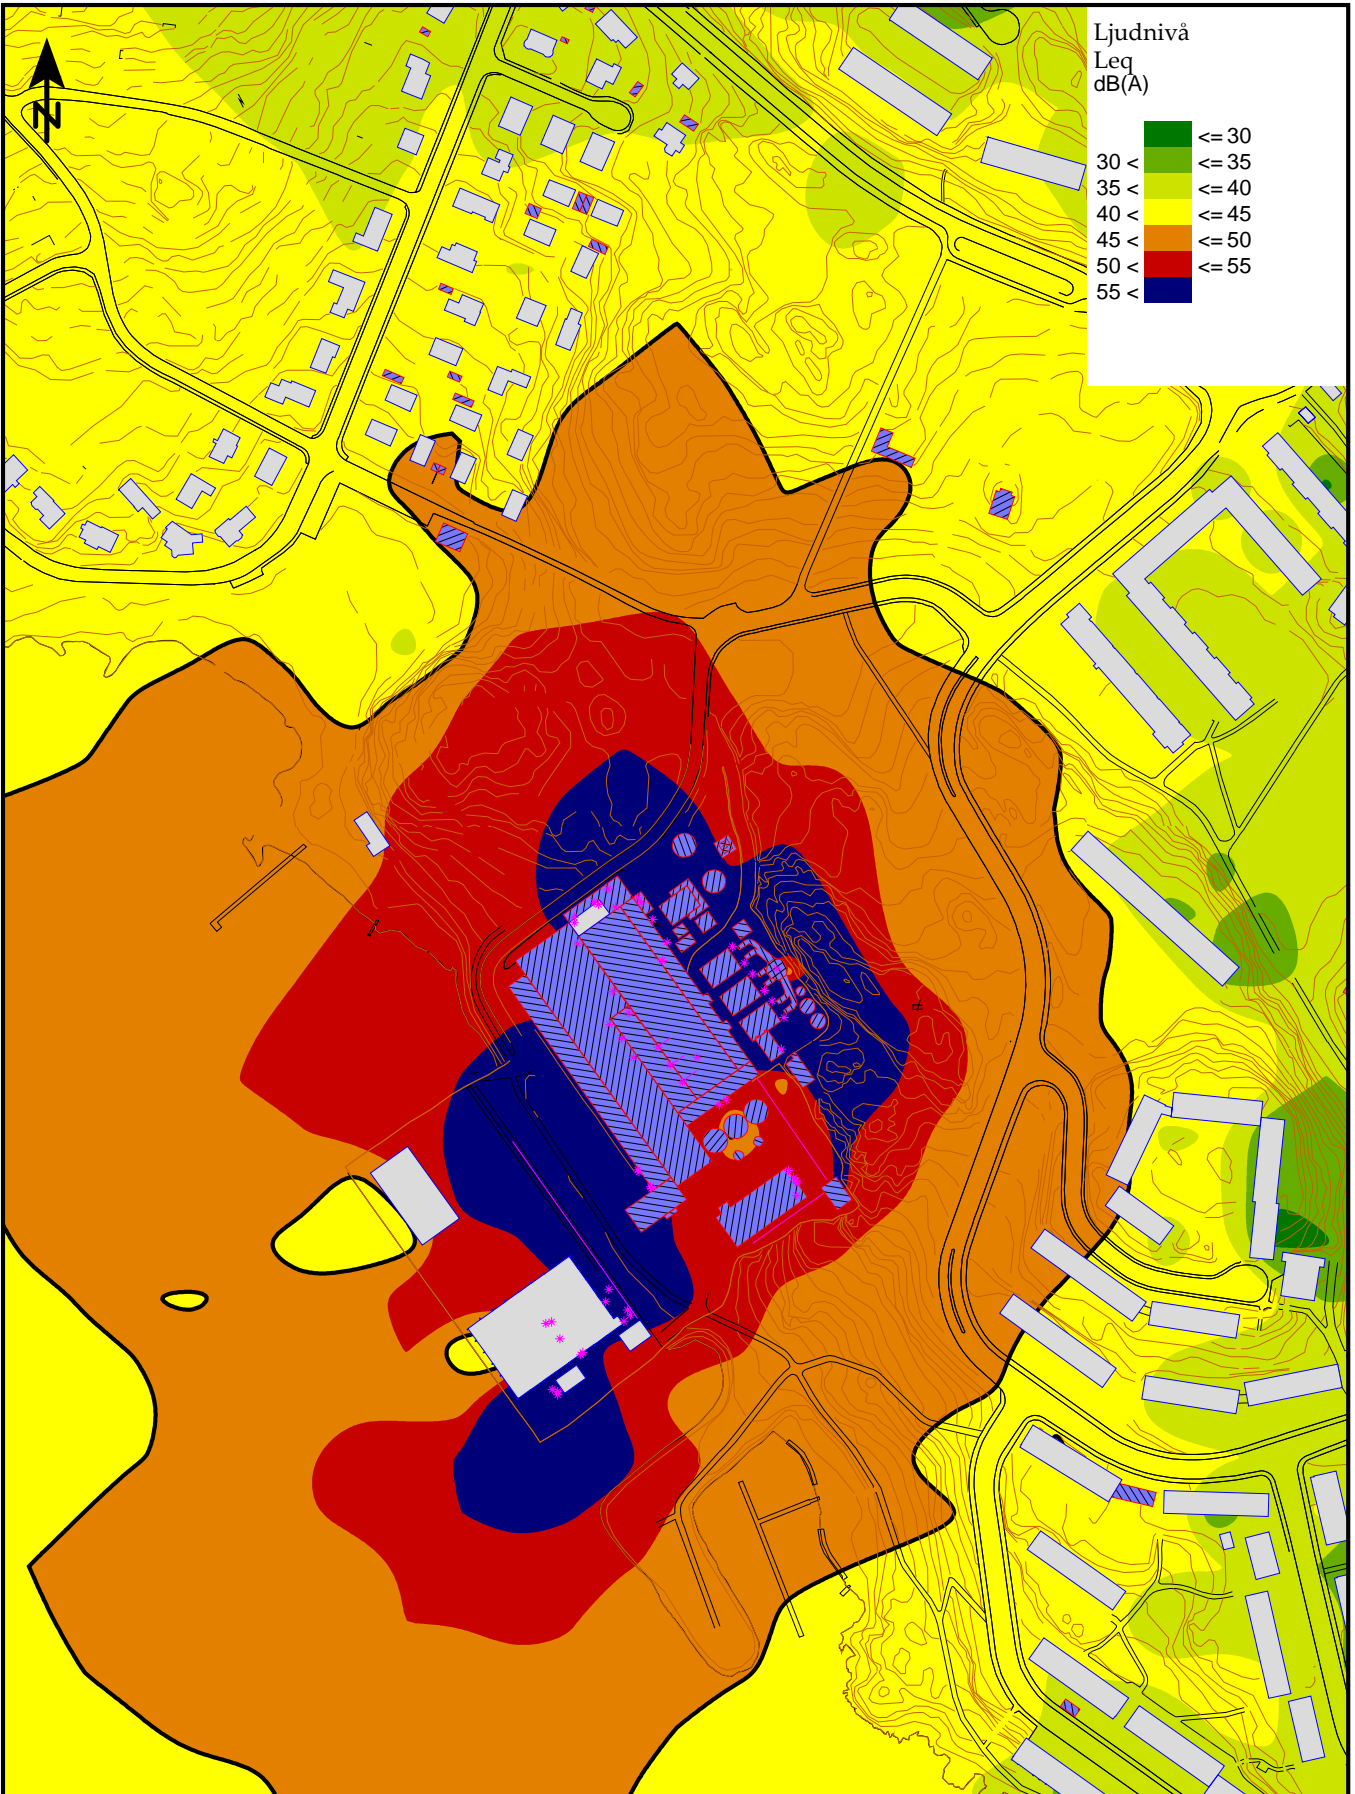 N
Ljudnivå
Leq
dB(A)
<= 30
30 < <= 35
35 < <= 40
40 < <= 45
45 < <= 50
50 < <= 55
55 <